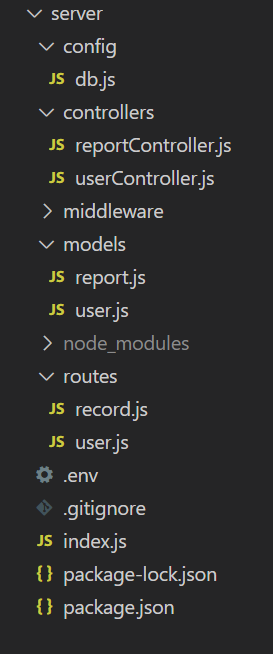 server
config
JS db.js
controllers
JS reportController.js
JS userController.js
middleware
models
JS report.js
JS user.js
node_modules
routes
JS record.js
JS user.js
.env
.gitignore
JS index.js
{} package-lock.json
{} package.json